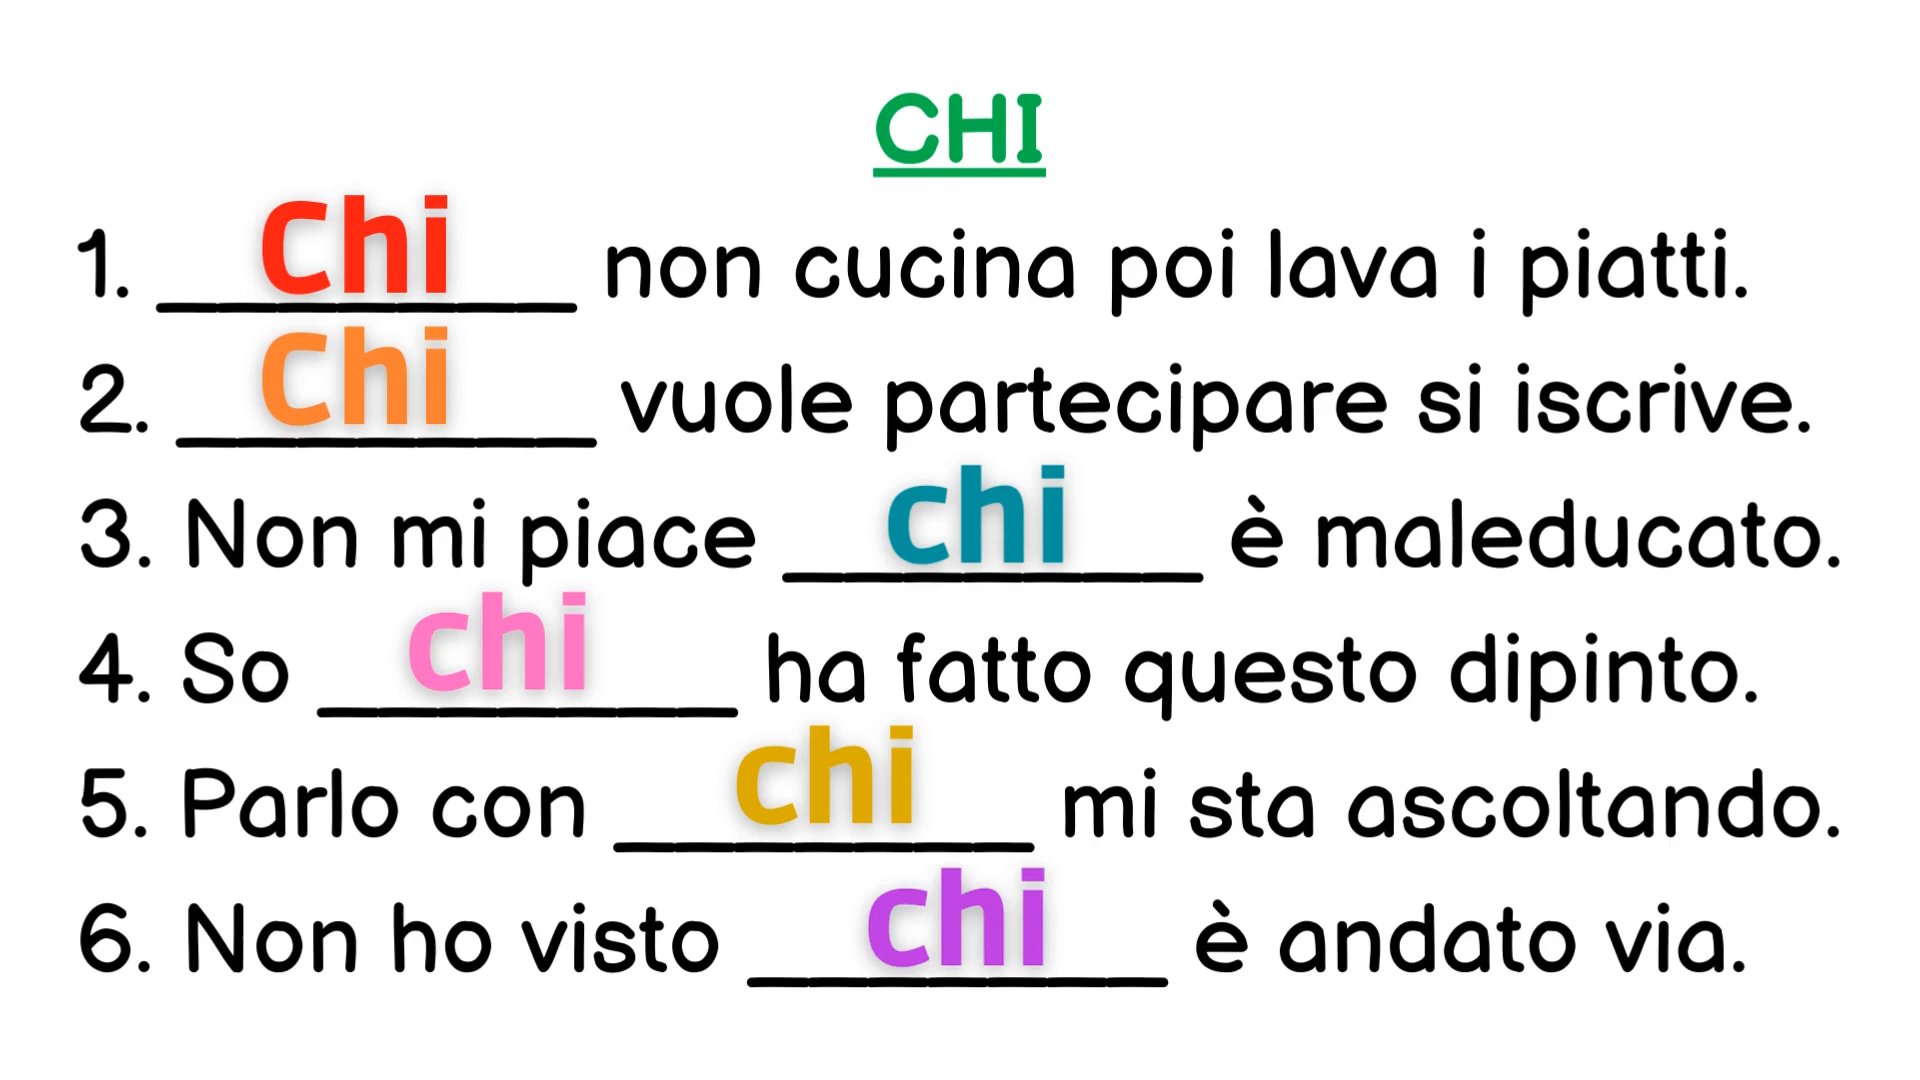 CHI
1. Chi non cucina poi lava i piatti.
2. Chi vuole partecipare si iscrive.
3. Non mi piace chi è maleducato.
4. So chi ha fatto questo dipinto.
5. Parlo con chi mi sta ascoltando.
6. Non ho visto chi è andato via.